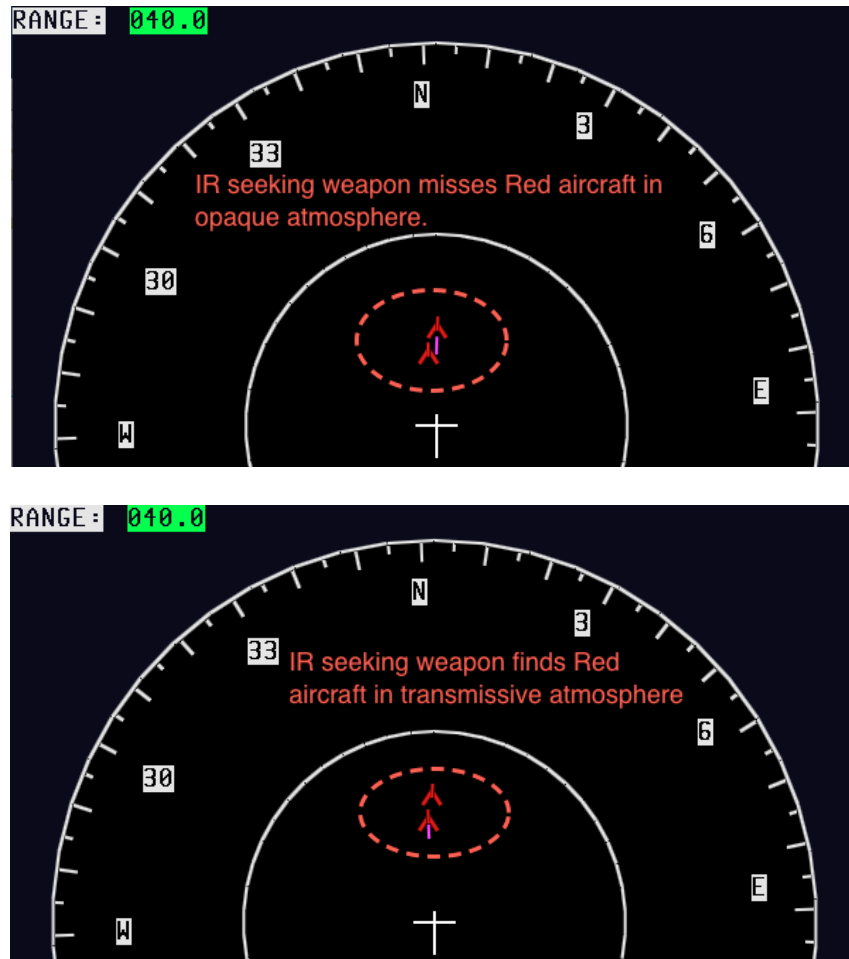 RANGE: 040.0
N
3
33
IR seeking weapon misses Red aircraft in
opaque atmosphere.
6
30
E
W
RANGE: 040.0
N
3
33
IR seeking weapon finds Red
aircraft in transmissive atmosphere
6
30
E
W